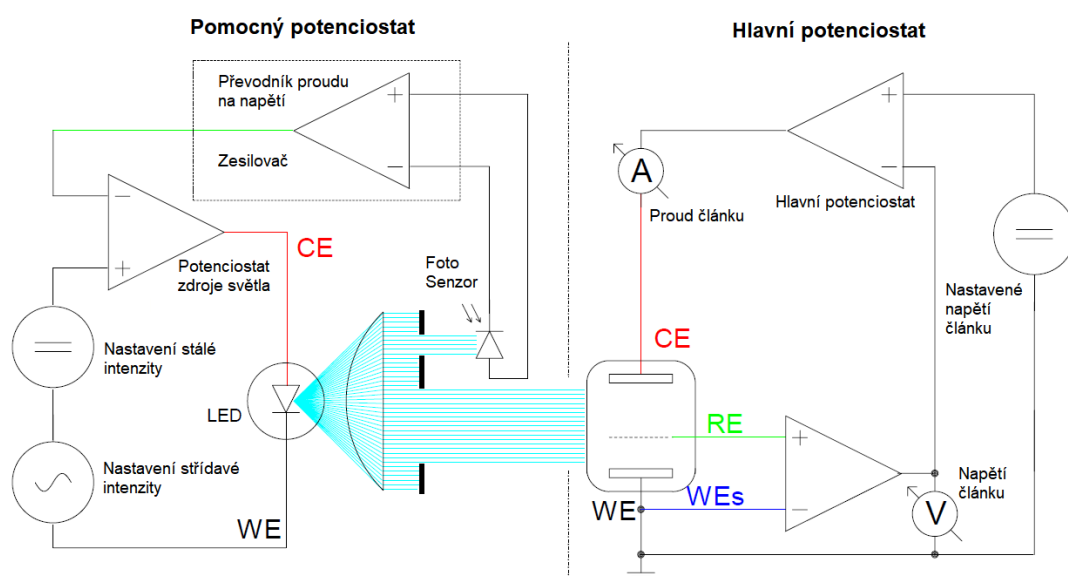 Pomocný potenciostat
Hlavní potenciostat
Převodník proudu
na napětí
Zesilovač
Potenciostat
zdroje světla
CE
Nastavení stálé
intenzity
LED
Nastavení střídavé
intenzity
WE
Foto
Senzor
A
Proud článku
Hlavní potenciostat
Nastavené
napětí
článku
CE
RE
WEs
WE
Napětí
článku
V